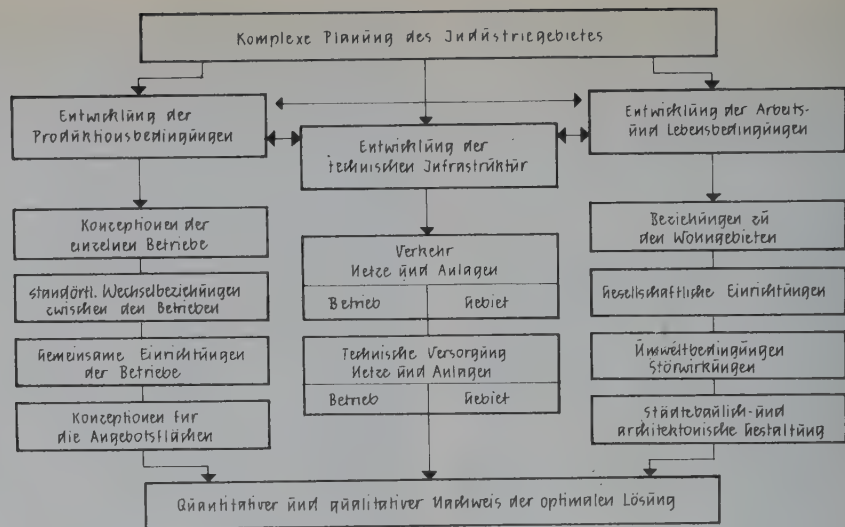 Komplexe Planung des Industriegebietes
Entwicklung der
Produktionsbedingungen
Entwicklung der
technischen Infrastruktur
Entwicklung der Arbeits-
und Lebensbedingungen
Konzeptionen der
einzelnen Betriebe
standörtl. Wechselbeziehungen
zwischen den Betrieben
Gemeinsame Einrichtungen
der Betriebe
Konzeptionen für
die Angebotsflächen
Verkehr
Netze und Anlagen
Betrieb Gebiet
Technische Versorgung
Netze und Anlagen
Betrieb Gebiet
Beziehungen zu
den Wohngebieten
Gesellschaftliche Einrichtungen
Umweltbedingungen
Störwirkungen
Städtebaulich- und
architektonische Gestaltung
Quantitativer und qualitativer Nachweis der optimalen Lösung